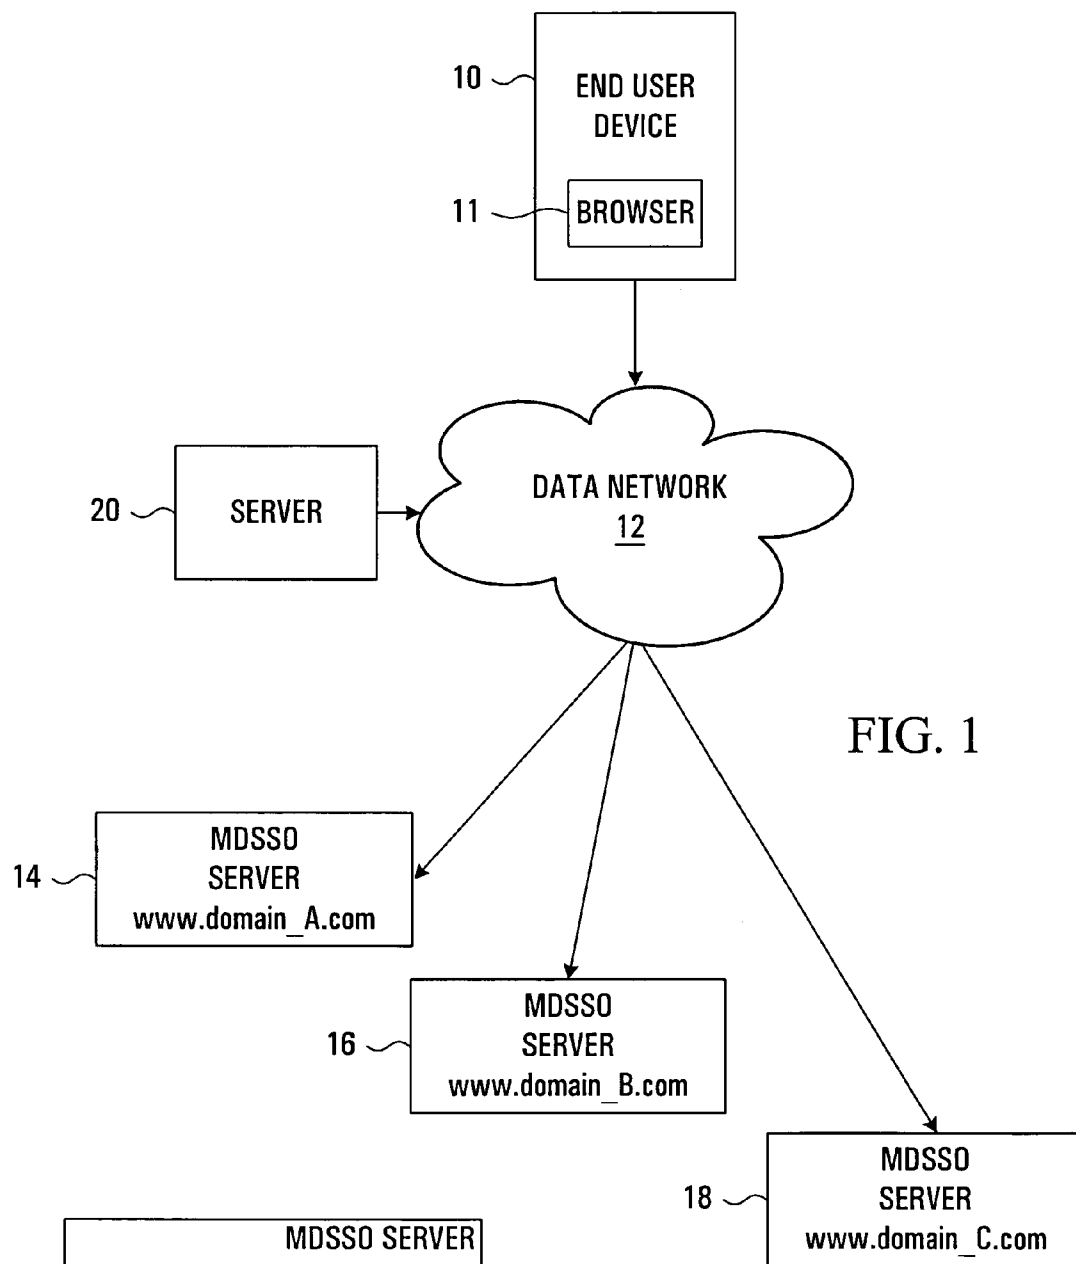 10
END USER
DEVICE
11
BROWSER
20
SERVER
DATA NETWORK
12
FIG. 1
14
MDSSO
SERVER
www.domain_A.com
16
MDSSO
SERVER
www.domain_B.com
18
MDSSO
SERVER
www.domain_C.com
MDSSO SERVER